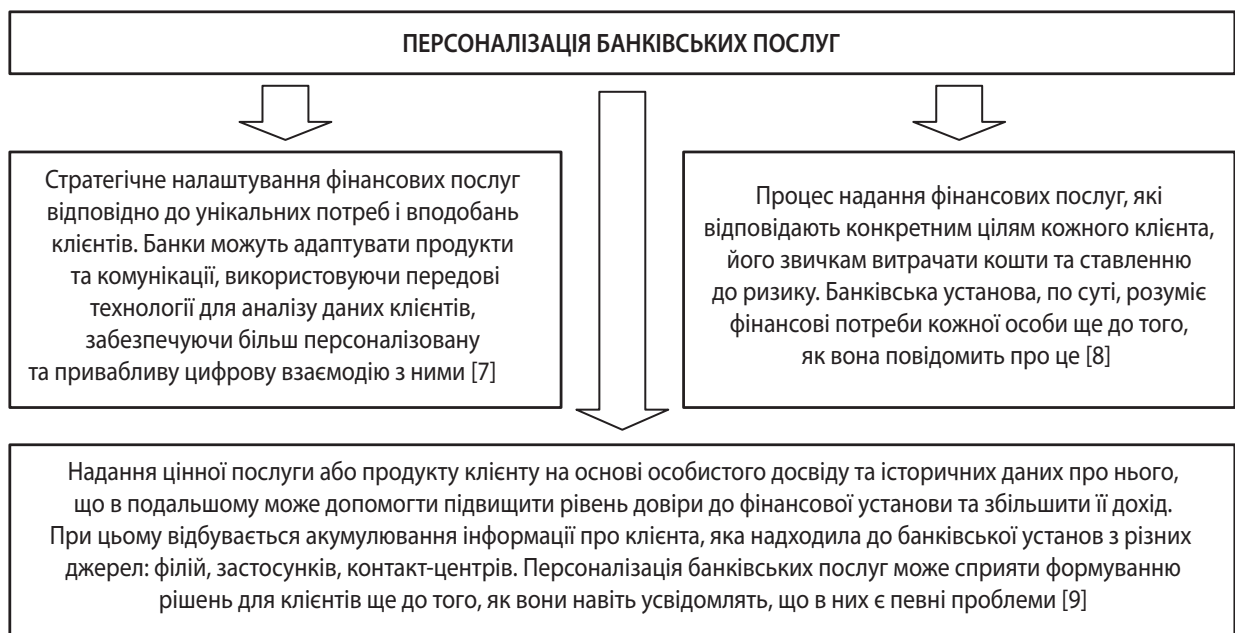 ПЕРСОНАЛІЗАЦІЯ БАНКІВСЬКИХ ПОСЛУГ
Стратегічне налаштування фінансових послуг
відповідно до унікальних потреб і вподобань
клієнтів. Банки можуть адаптувати продукти
та комунікації, використовуючи передові
технології для аналізу даних клієнтів,
забезпечуючи більш персоналізовану
та привабливу цифрову взаємодію з ними [7]
Процес надання фінансових послуг, які
відповідають конкретним цілям кожного клієнта,
його звичкам витрачати кошти та ставленню
до ризику. Банківська установа, по суті, розуміє
фінансові потреби кожної особи ще до того,
як вона повідомить про це [8]
Надання цінної послуги або продукту клієнту на основі особистого досвіду та історичних даних про нього,
що в подальшому може допомогти підвищити рівень довіри до фінансової установи та збільшити її дохід.
При цьому відбувається акумулювання інформації про клієнта, яка надходила до банківської установ з різних
джерел: філій, застосунків, контакт-центрів. Персоналізація банківських послуг може сприяти формуванню
рішень для клієнтів ще до того, як вони навіть усвідомлять, що в них є певні проблеми [9]